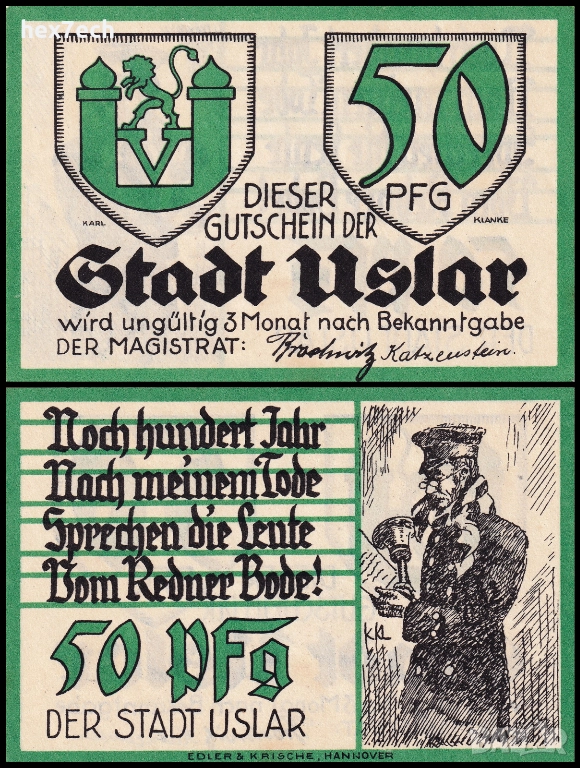 hex7ech
50
PFG
KARL
KLANKE
DIESER
GUTSCHEIN DER
Stadt Uslar
wird ungültig 3 Monat nach Bekanntgabe
DER MAGISTRAT: Katzenstein.
Noch hundert Jahr
Nach meinem Tode
Sprechen die Leute
Vom Redner Bode!
50 Pfg
DER STADT USLAR
KKL
EDLER & KRISCHE, HANNOVER